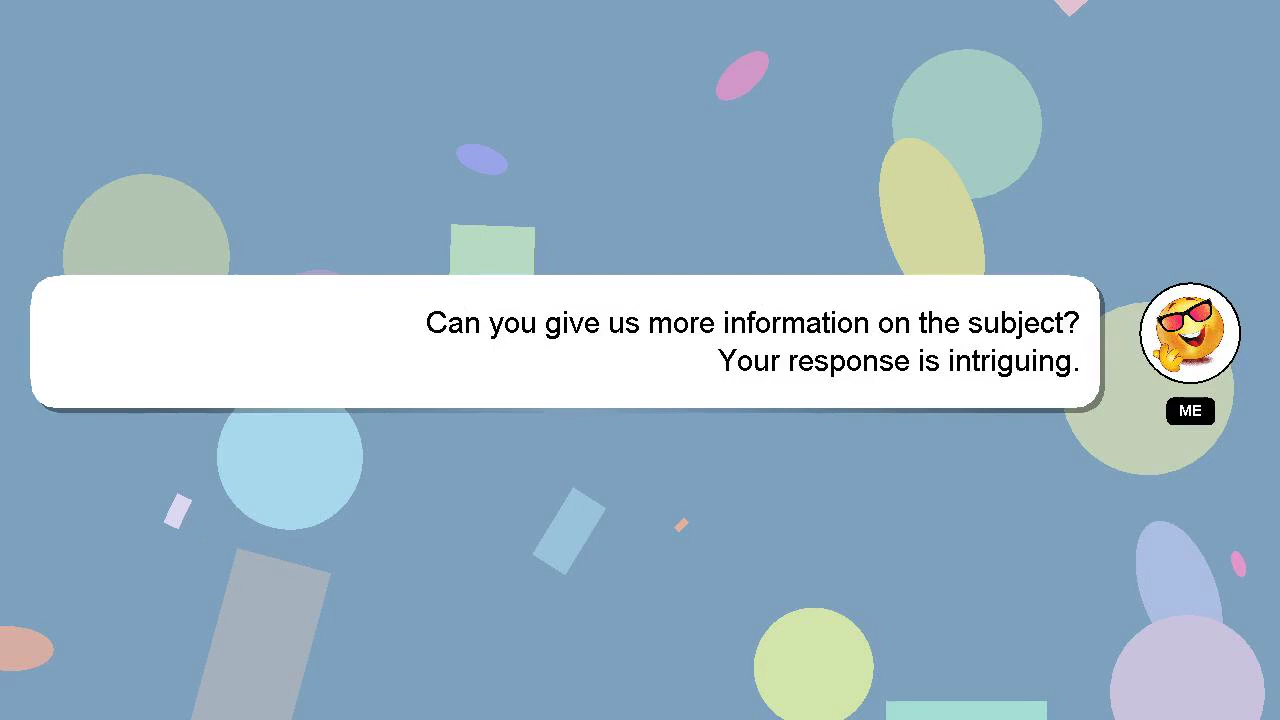 Can you give us more information on the subject?
Your response is intriguing.
ME